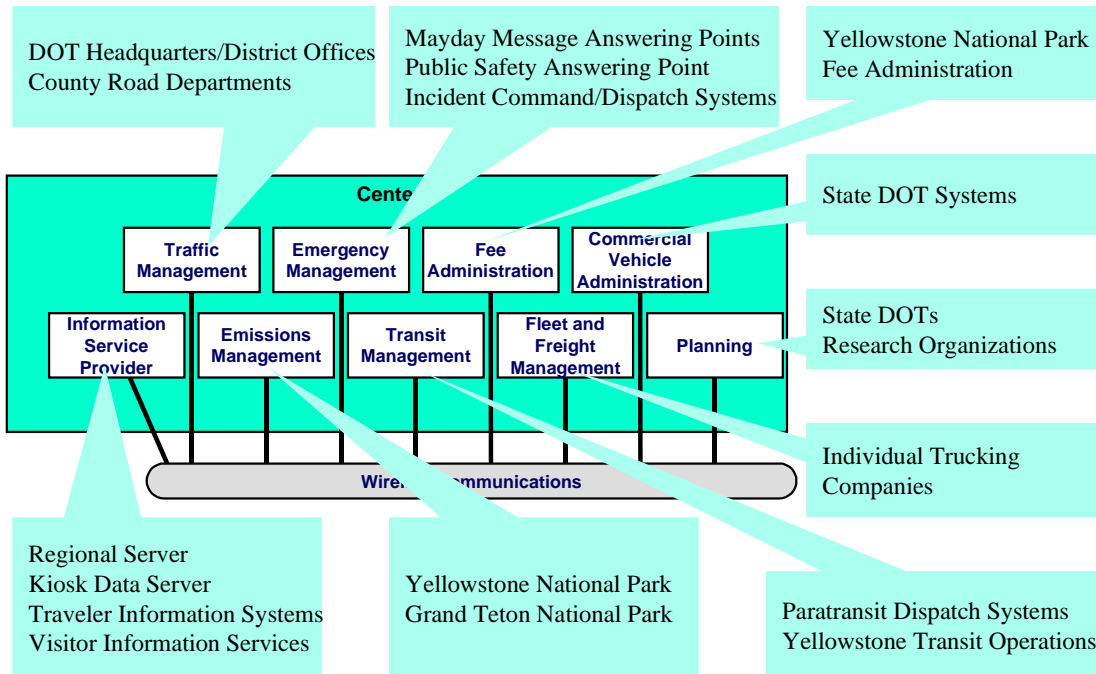 DOT Headquarters/District Offices
County Road Departments
Mayday Message Answering Points
Public Safety Answering Point
Incident Command/Dispatch Systems
Yellowstone National Park
Fee Administration
State DOT Systems
Traffic
Management
Emergency
Management
Fee
Administration
Commercial
Vehicle
Administration
Information
Service
Provider
Emissions
Management
Transit
Management
Fleet and
Freight
Management
Planning
State DOTs
Research Organizations
Individual Trucking
Companies
Regional Server
Kiosk Data Server
Traveler Information Systems
Visitor Information Services
Yellowstone National Park
Grand Teton National Park
Paratransit Dispatch Systems
Yellowstone Transit Operations